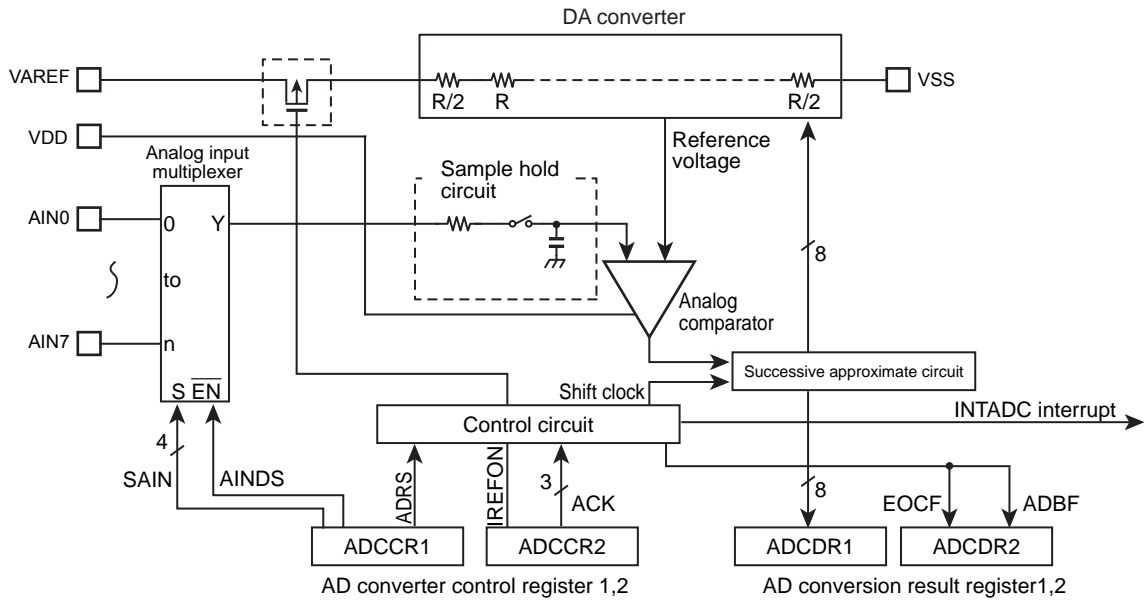 DA converter
VAREF
R/2
R
R/2
VSS
VDD
Reference
voltage
Analog input
multiplexer
Sample hold
circuit
AIN0
0
Y
to
8
Analog
comparator
AIN7
n
S EN
Successive approximate circuit
Shift clock
INTADC interrupt
Control circuit
4
SAIN
AINDS
ADRS
IREFON
3
ACK
8
EOCF
ADBF
ADCCR1
ADCCR2
ADCDR1
ADCDR2
AD converter control register 1,2
AD conversion result register1,2